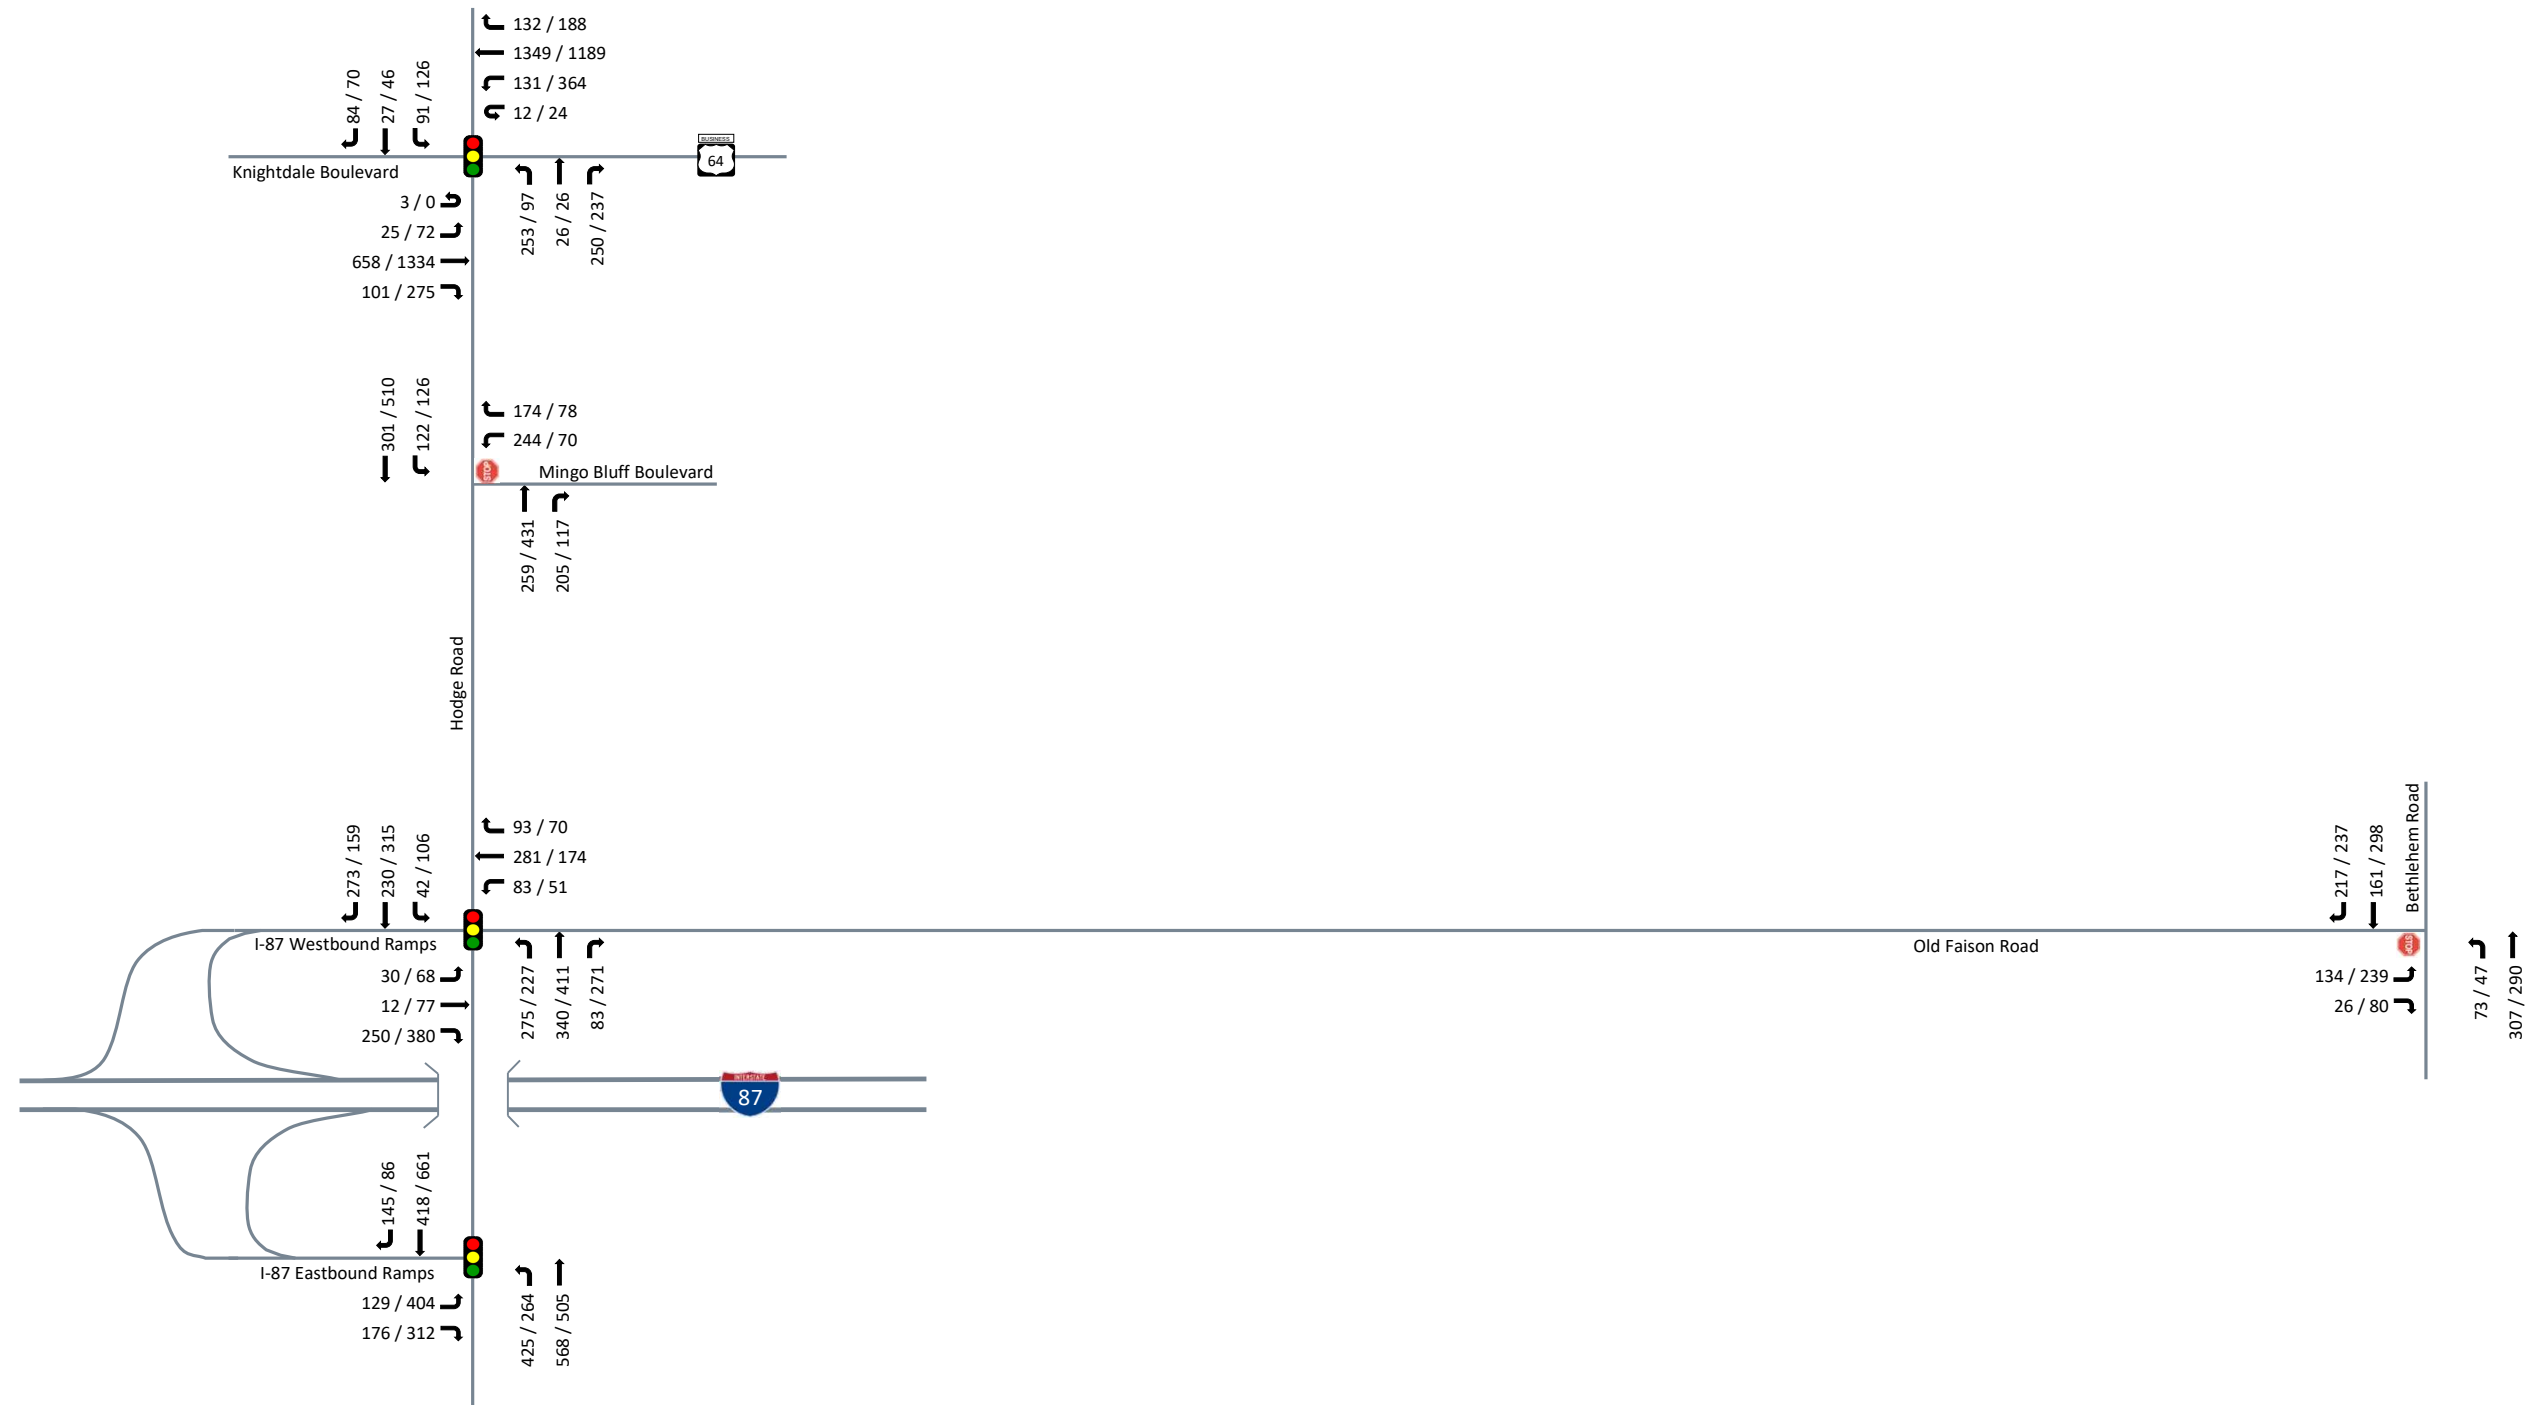 132 / 188
1349 / 1189
131 / 364
12 / 24
84 / 70
27 / 46
91 / 126
BUSINESS
64
Knightdale Boulevard
3 / 0
25 / 72
658 / 1334
101 / 275
253 / 97
26 / 26
250 / 237
301 / 510
122 / 126
174 / 78
244 / 70
STOP
Mingo Bluff Boulevard
259 / 431
205 / 117
Hodge Road
273 / 159
230 / 315
42 / 106
93 / 70
281 / 174
83 / 51
I-87 Westbound Ramps
30 / 68
12 / 77
250 / 380
275 / 227
340 / 411
83 / 271
Old Faison Road
217 / 237
161 / 298
Bethlehem Road
STOP
134 / 239
26 / 80
73 / 47
307 / 290
INTERSTATE
87
145 / 86
418 / 661
I-87 Eastbound Ramps
129 / 404
176 / 312
425 / 264
568 / 505